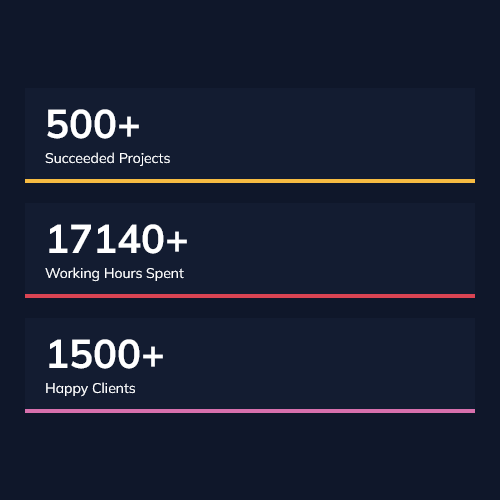 500+
Succeeded Projects
17140+
Working Hours Spent
1500+
Happy Clients